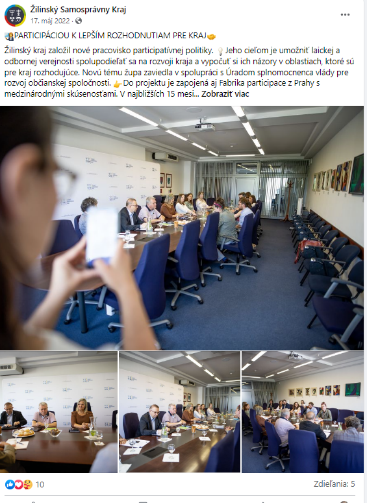 Žilinský Samosprávny Kraj
17. máj 2022 ·
PARTICIPÁCIOU K LEPŠÍM ROZHODNUTIAM PRE KRAJ
Žilinský kraj založil nové pracovisko participatívnej politiky. Jeho cieľom je umožniť laickej a
odbornej verejnosti spolupodieľať sa na rozvoji kraja a vypočuť si ich názory v oblastiach, ktoré sú
pre kraj rozhodujúce. Novú tému župa zaviedla v spolupráci s Úradom splnomocnenca vlády pre
rozvoj občianskej spoločnosti. Do projektu je zapojená aj Fabrika participace z Prahy s
medzinárodnými skúsenosťami. V najbližších 15 mesi... Zobraziť viac
10
Zdieľania: 5